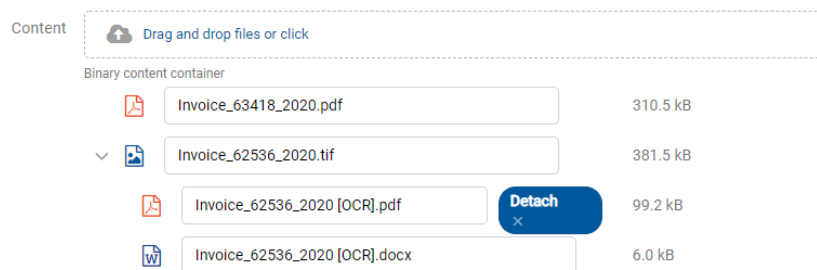 Content
Drag and drop files or click
Binary content container
Invoice_63418_2020.pdf 310.5 kB
Invoice_62536_2020.tif 381.5 kB
Invoice_62536_2020 [OCR].pdf Detach × 99.2 kB
Invoice_62536_2020 [OCR].docx 6.0 kB